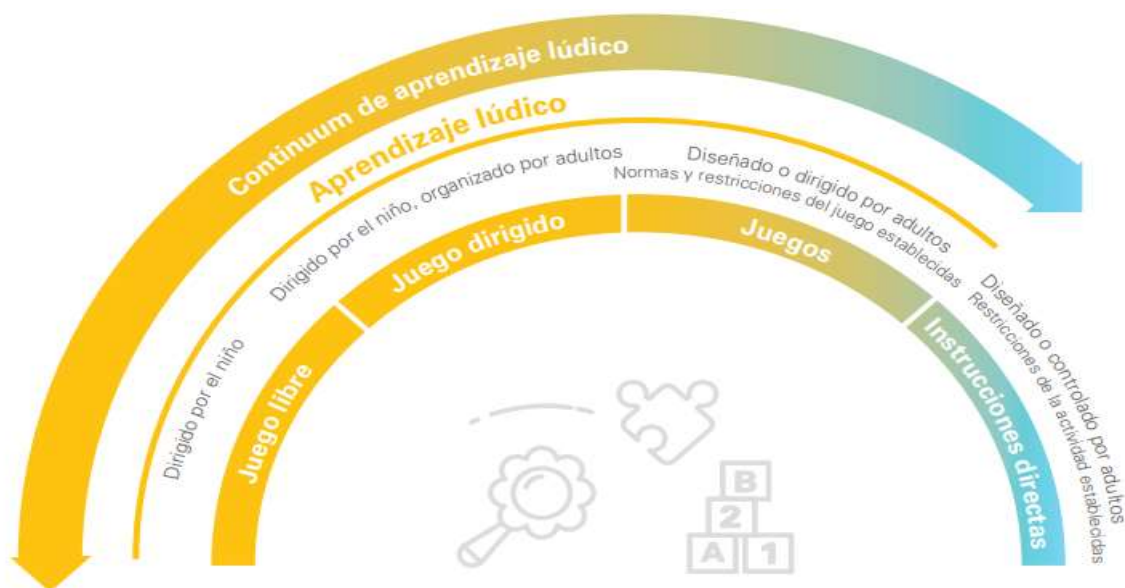 Continuum de aprendizaje lúdico
Aprendizaje lúdico
Dirigido por el niño
Dirigido por el niño, organizado por adultos
Diseñado o dirigido por adultos
Normas y restricciones del juego establecidas
Diseñado o controlado por adultos
Restricciones de la actividad establecidas
Juego libre
Juego dirigido
Juegos
Instrucciones directas
B
2
A 1